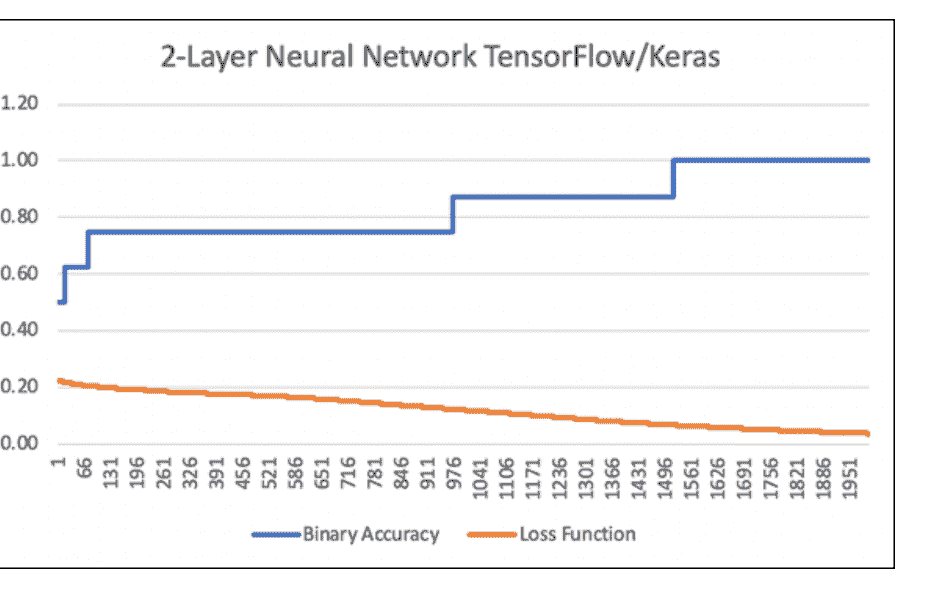 2-Layer Neural Network TensorFlow/Keras
1.20
1.00
0.80
0.60
0.40
0.20
0.00
1 66 131 196 261 326 391 456 521 586 651 716 781 846 911 976 1041 1106 1171 1236 1301 1366 1431 1496 1561 1626 1691 1756 1821 1886 1951
Binary Accuracy Loss Function